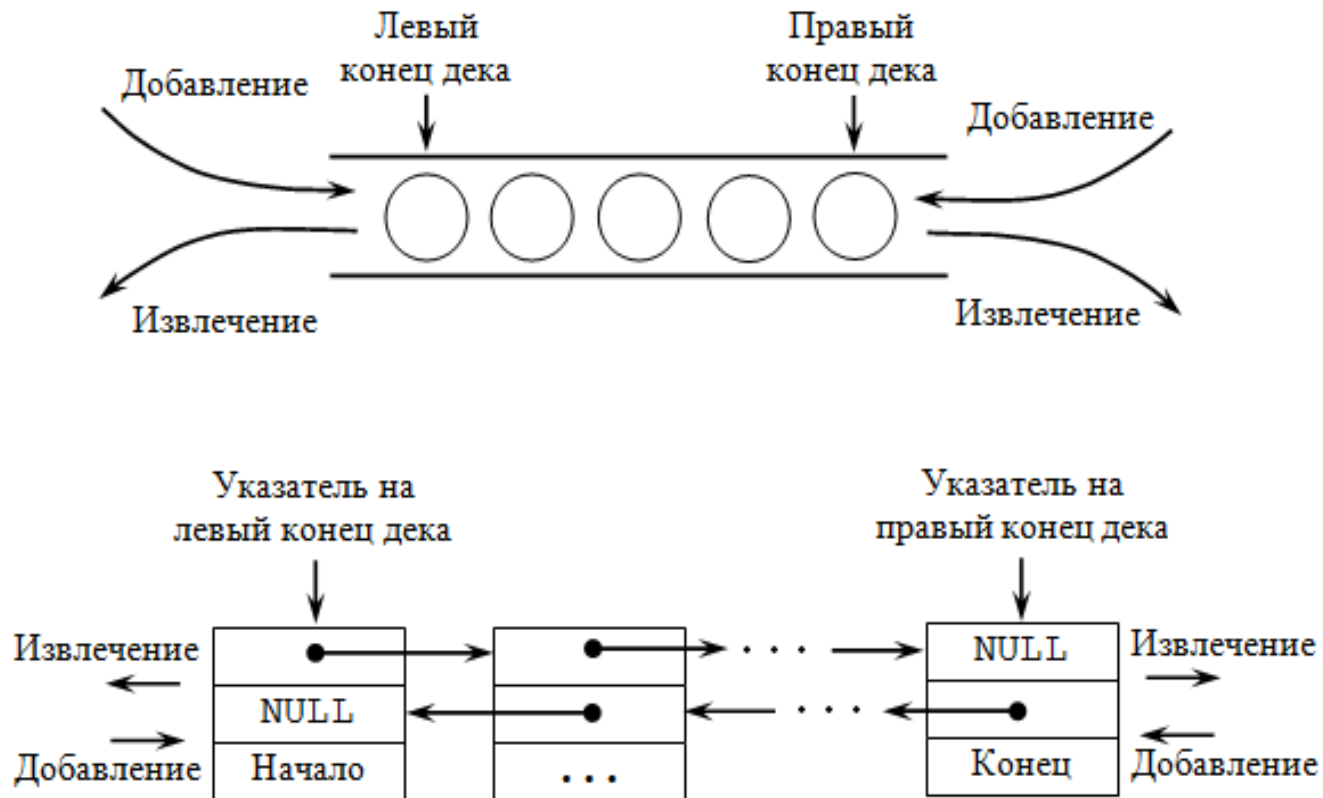 Левый
конец дека
Правый
конец дека
Добавление
Добавление
Извлечение
Извлечение
Указатель на
левый конец дека
Указатель на
правый конец дека
Извлечение
Добавление
NULL
Начало
. . .
. . .
...
NULL
Конец
Извлечение
Добавление